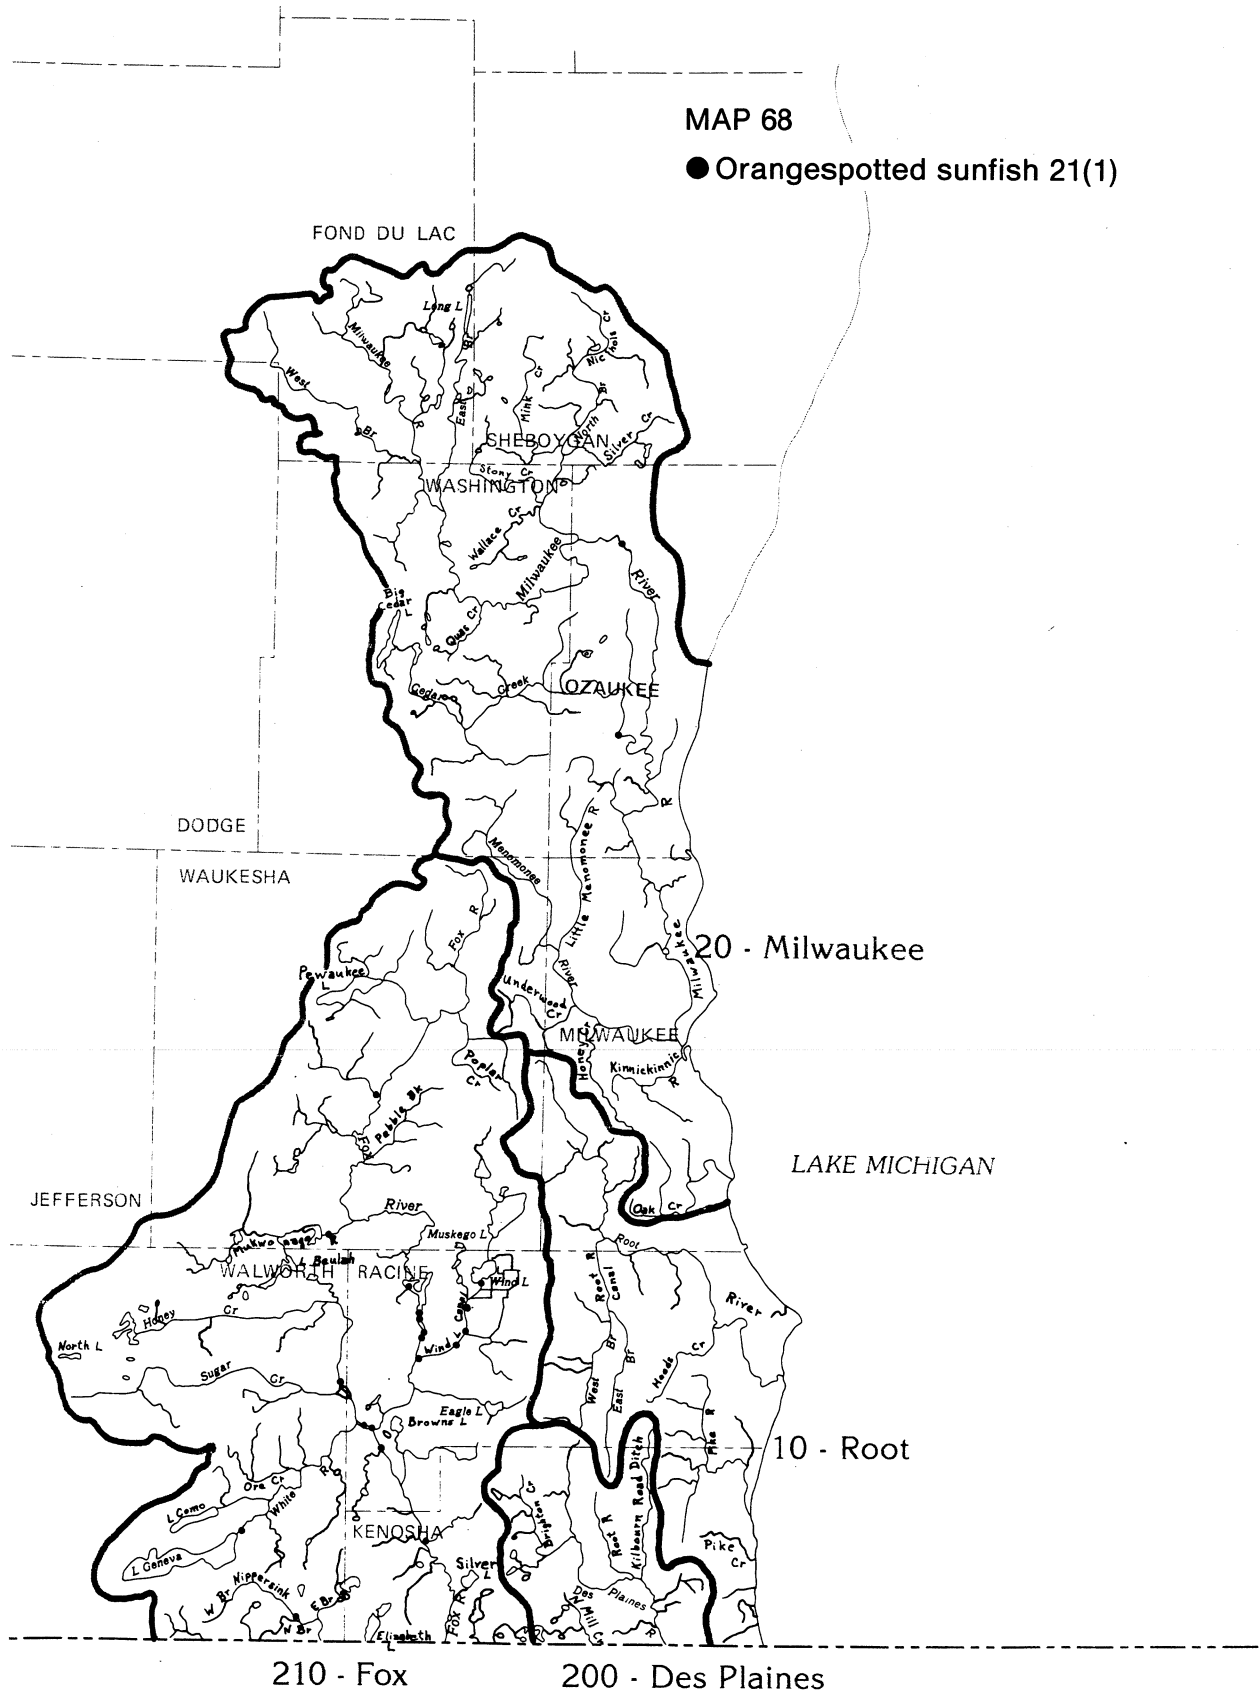 MAP 68
● Orangespotted sunfish 21(1)
FOND DU LAC
Long L
Milwaukee
R
West
Br
East
Br
Mink
Cr
Nichols
Cr
North
Br
Silver
Cr
SHEBOYGAN
Stony Cr
WASHINGTON
Wallace
Cr
Milwaukee
River
Big
Cedar
L
Quas Cr
Cedar
Creek
OZAUKEE
R
DODGE
WAUKESHA
Menomonee
Little Menomonee R
Fox
R
Milwaukee
20 - Milwaukee
Pewaukee
L
River
Underwood
Cr
MILWAUKEE
Honey
Kinnickinnic
R
Poplar
Cr
Pebble Bk
Fox
LAKE MICHIGAN
JEFFERSON
River
Oak Cr
Muskego L
Mukwonago
R
Root
L Beulah
WALWORTH
RACINE
Wind L
Root R
Canal
Honey
Cr
Wind L Canal
River
North L
Sugar
Cr
West
Br
East
Br
Hoods
Cr
Eagle L
Browns L
Pike R
10 - Root
Ore Cr
R
White
L Como
L Geneva
KENOSHA
Brighton
Cr
Root R
Kilbourn Road Ditch
Pike
Cr
Silver
L
W Br
Nippersink
E Br
N Br
Fox R
Des
Plaines
R
N Mill Cr
Elizabeth
L
210 - Fox
200 - Des Plaines